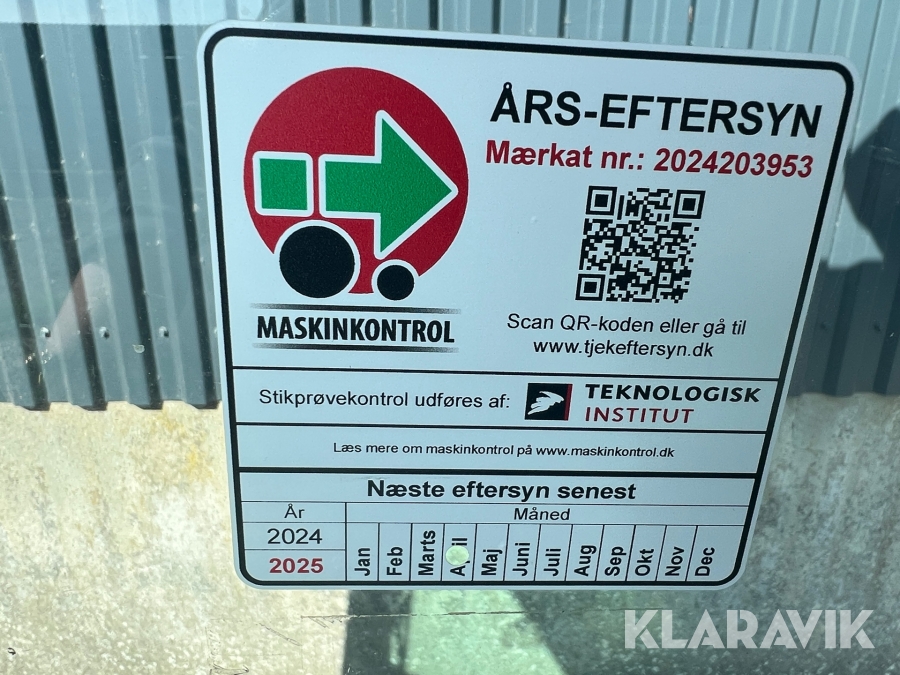 ÅRS-EFTERSYN
Mærkat nr.: 2024203953
MASKINKONTROL
Scan QR-koden eller gå til
www.tjekeftersyn.dk
Stikprøvekontrol udføres af: TEKNOLOGISK
INSTITUT
Læs mere om maskinkontrol på www.maskinkontrol.dk
Næste eftersyn senest
År Måned
2024
2025 Jan Feb Marts April Maj Juni Juli Aug Sep Okt Nov Dec
KLARAVIK